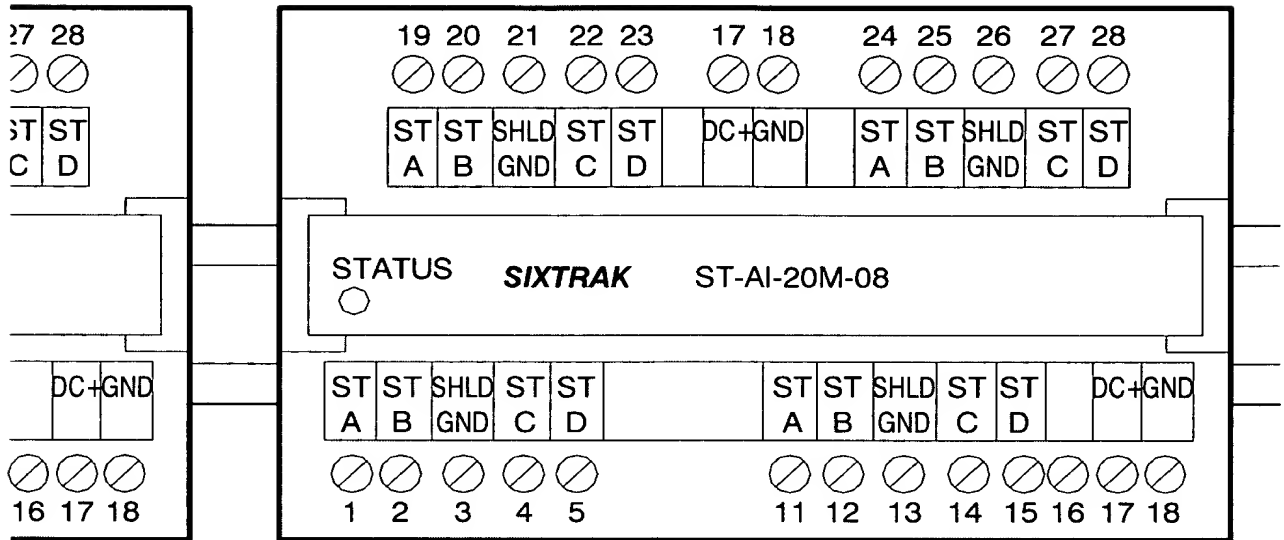 27 28
19 20 21 22 23 17 18 24 25 26 27 28
ST ST
C D
ST ST SHLD ST ST DC+ GND ST ST SHLD ST ST
A B GND C D A B GND C D
STATUS SIXTRAK ST-AI-20M-08
DC+ GND
ST ST SHLD ST ST ST ST SHLD ST ST DC+ GND
A B GND C D A B GND C D
16 17 18
1 2 3 4 5 11 12 13 14 15 16 17 18